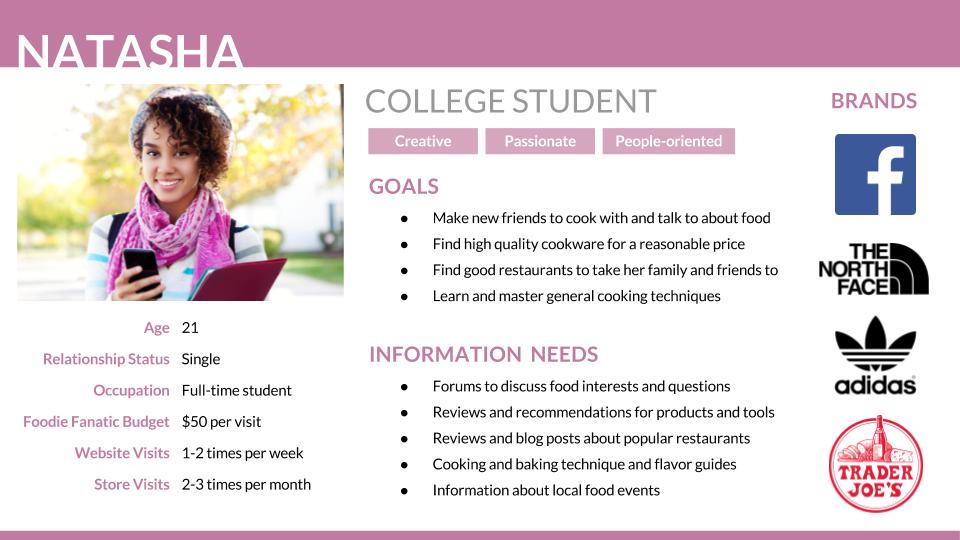 NATASHA
COLLEGE STUDENT
Creative Passionate People-oriented
GOALS
● Make new friends to cook with and talk to about food
● Find high quality cookware for a reasonable price
● Find good restaurants to take her family and friends to
● Learn and master general cooking techniques
INFORMATION NEEDS
● Forums to discuss food interests and questions
● Reviews and recommendations for products and tools
● Reviews and blog posts about popular restaurants
● Cooking and baking technique and flavor guides
● Information about local food events
Age 21
Relationship Status Single
Occupation Full-time student
Foodie Fanatic Budget $50 per visit
Website Visits 1-2 times per week
Store Visits 2-3 times per month
BRANDS
f
THE
NORTH
FACE
adidas
TRADER
JOE'S